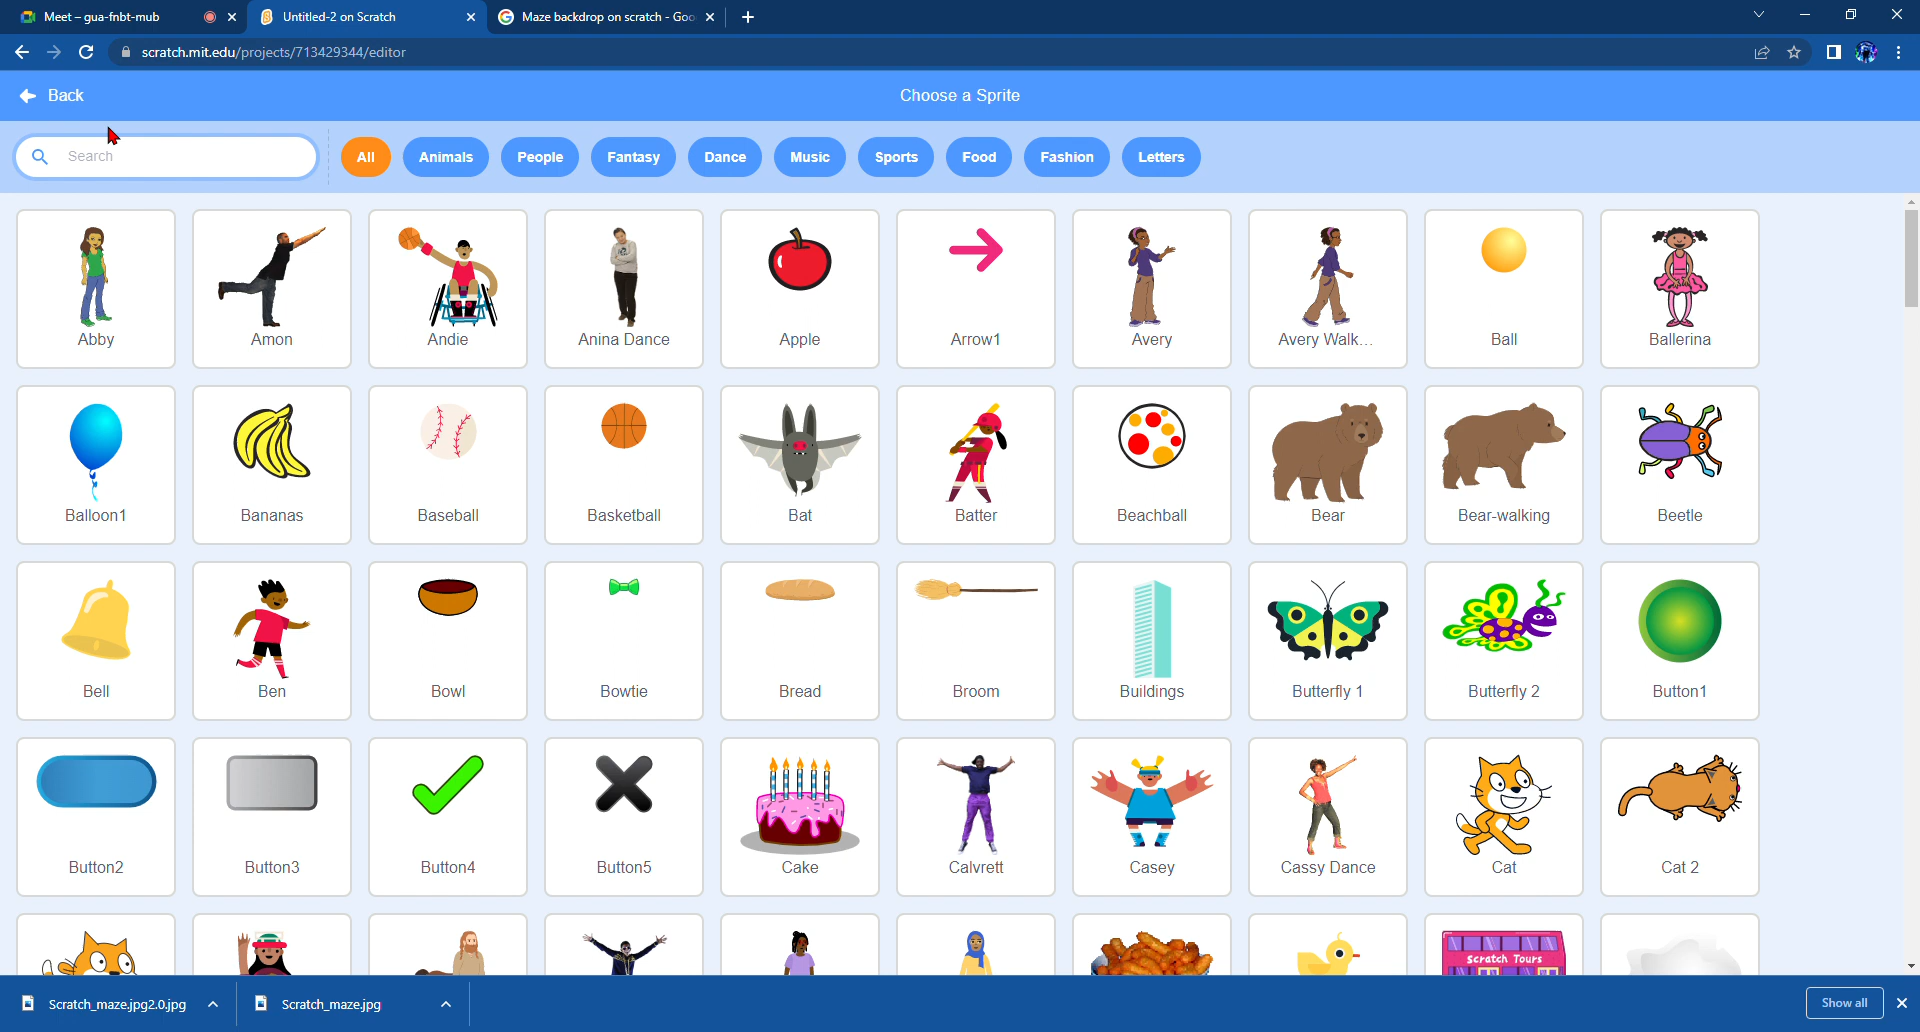 Meet – gua-fnbt-mub
Untitled-2 on Scratch
Maze backdrop on scratch - Goo
scratch.mit.edu/projects/713429344/editor
Back
Choose a Sprite
Search
All
Animals
People
Fantasy
Dance
Music
Sports
Food
Fashion
Letters
Abby
Amon
Andie
Anina Dance
Apple
Arrow1
Avery
Avery Walk...
Ball
Ballerina
Balloon1
Bananas
Baseball
Basketball
Bat
Batter
Beachball
Bear
Bear-walking
Beetle
Bell
Ben
Bowl
Bowtie
Bread
Broom
Buildings
Butterfly 1
Butterfly 2
Button1
Button2
Button3
Button4
Button5
Cake
Calvrett
Casey
Cassy Dance
Cat
Cat 2
Scratch Tours
Scratch_maze.jpg2.0.jpg
Scratch_maze.jpg
Show all